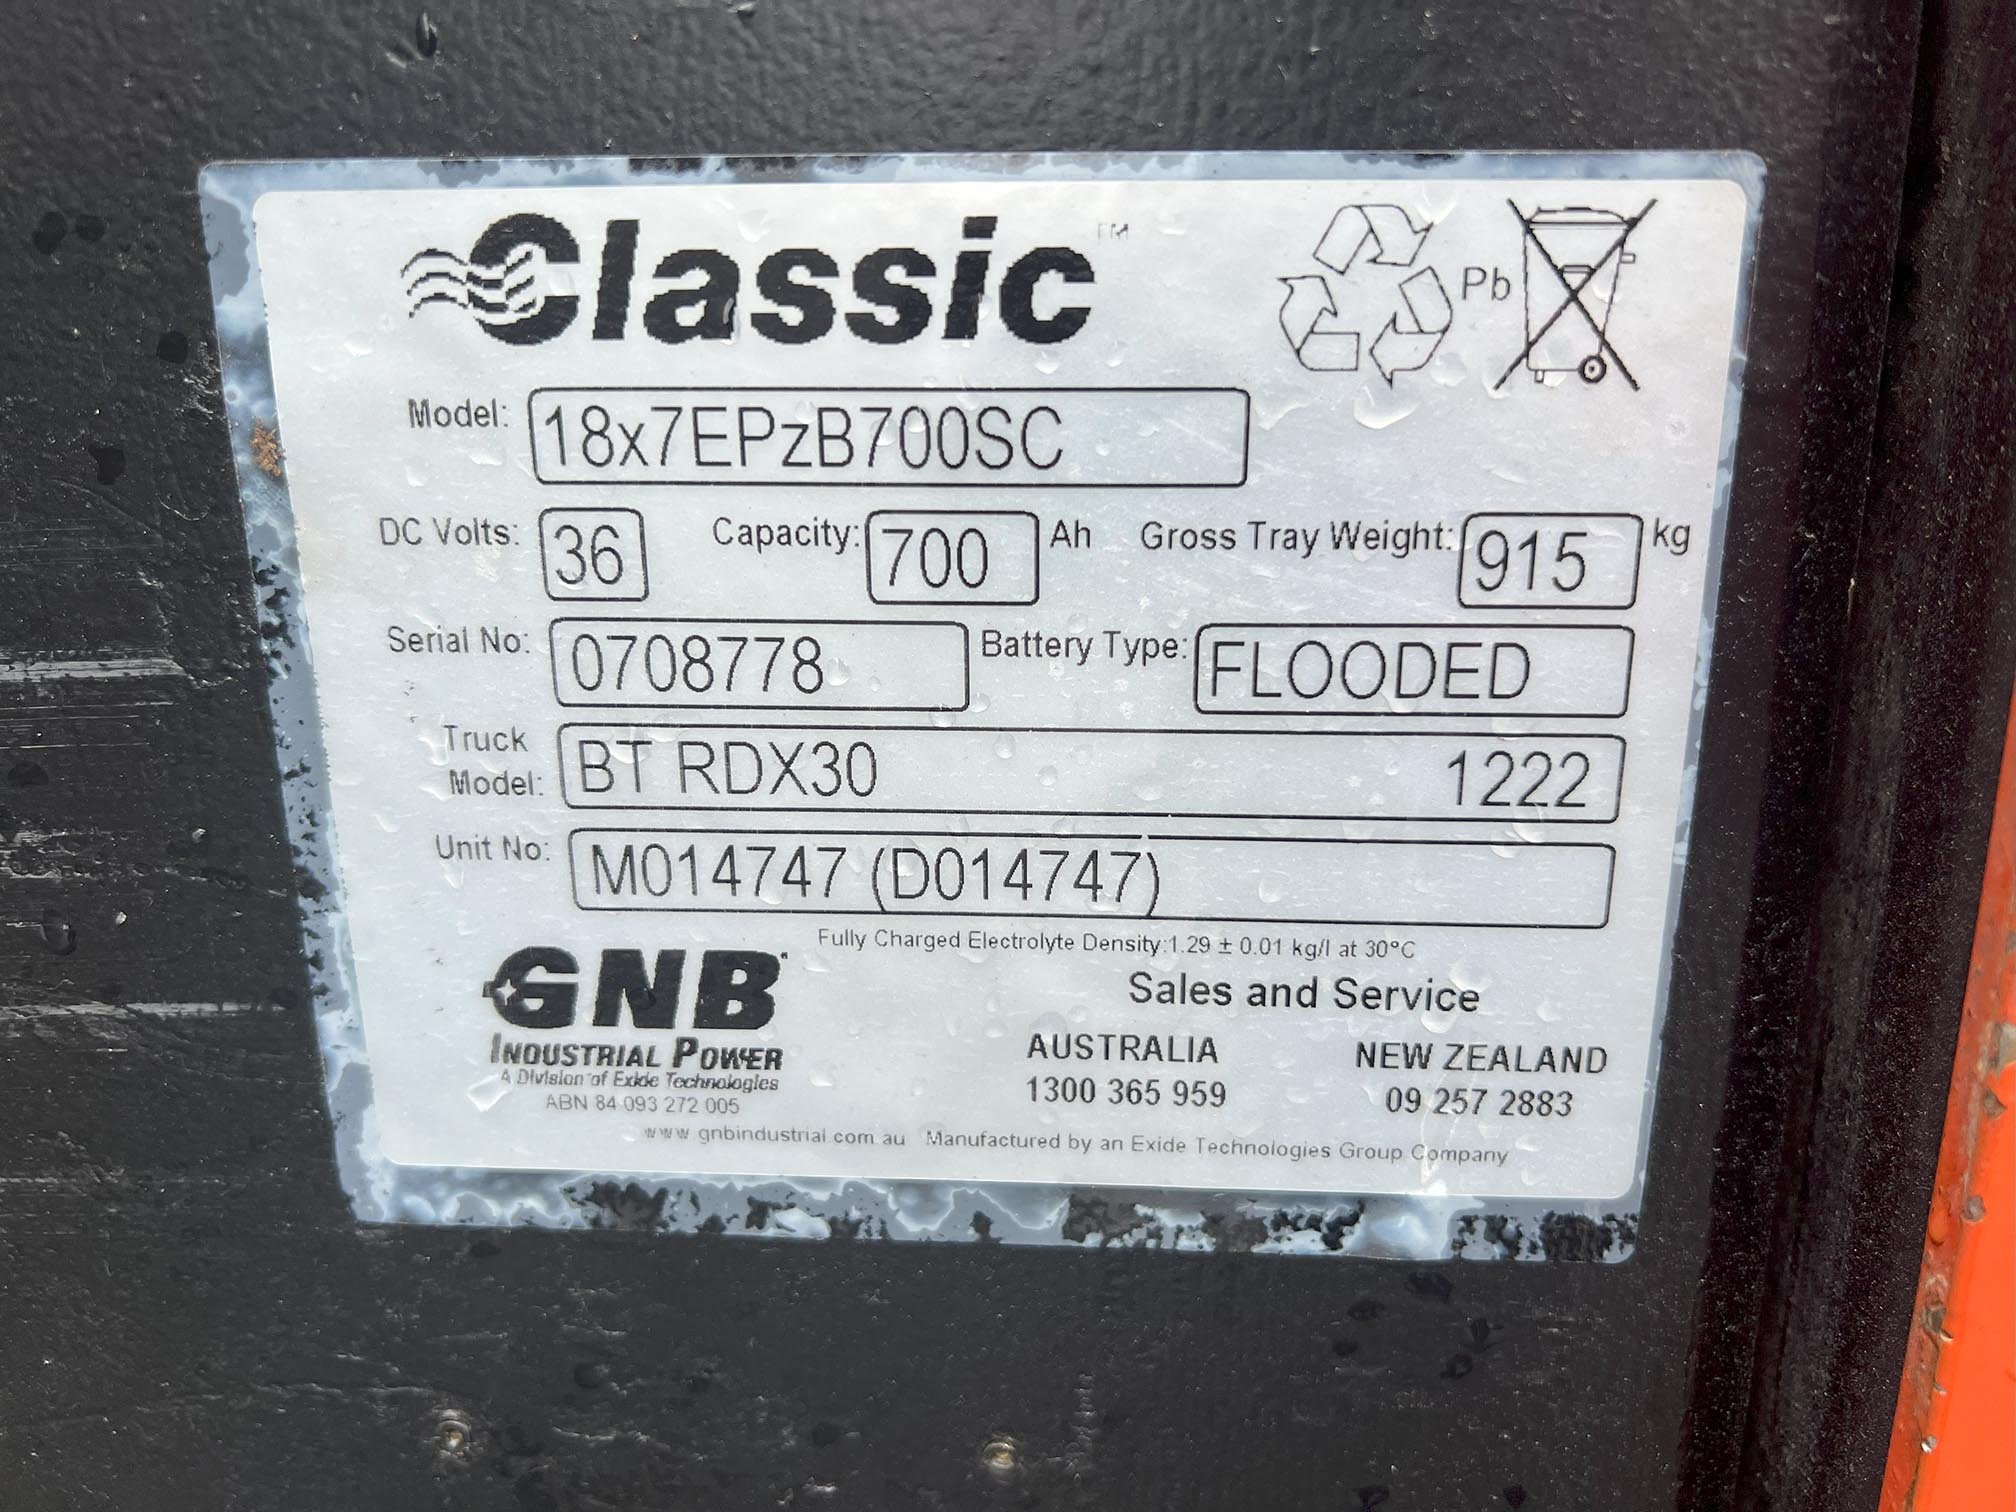 Classic™
Pb
Model: 18x7EPzB700SC
DC Volts: 36 Capacity: 700 Ah Gross Tray Weight: 915 kg
Serial No: 0708778 Battery Type: FLOODED
Truck Model: BT RDX30 1222
Unit No: M014747 (D014747)
Fully Charged Electrolyte Density:1.29 ± 0.01 kg/l at 30°C
GNB
INDUSTRIAL POWER
A Division of Exide Technologies
ABN 84 093 272 005
Sales and Service
AUSTRALIA NEW ZEALAND
1300 365 959 09 257 2883
www gnbindustrial.com au Manufactured by an Exide Technologies Group Company